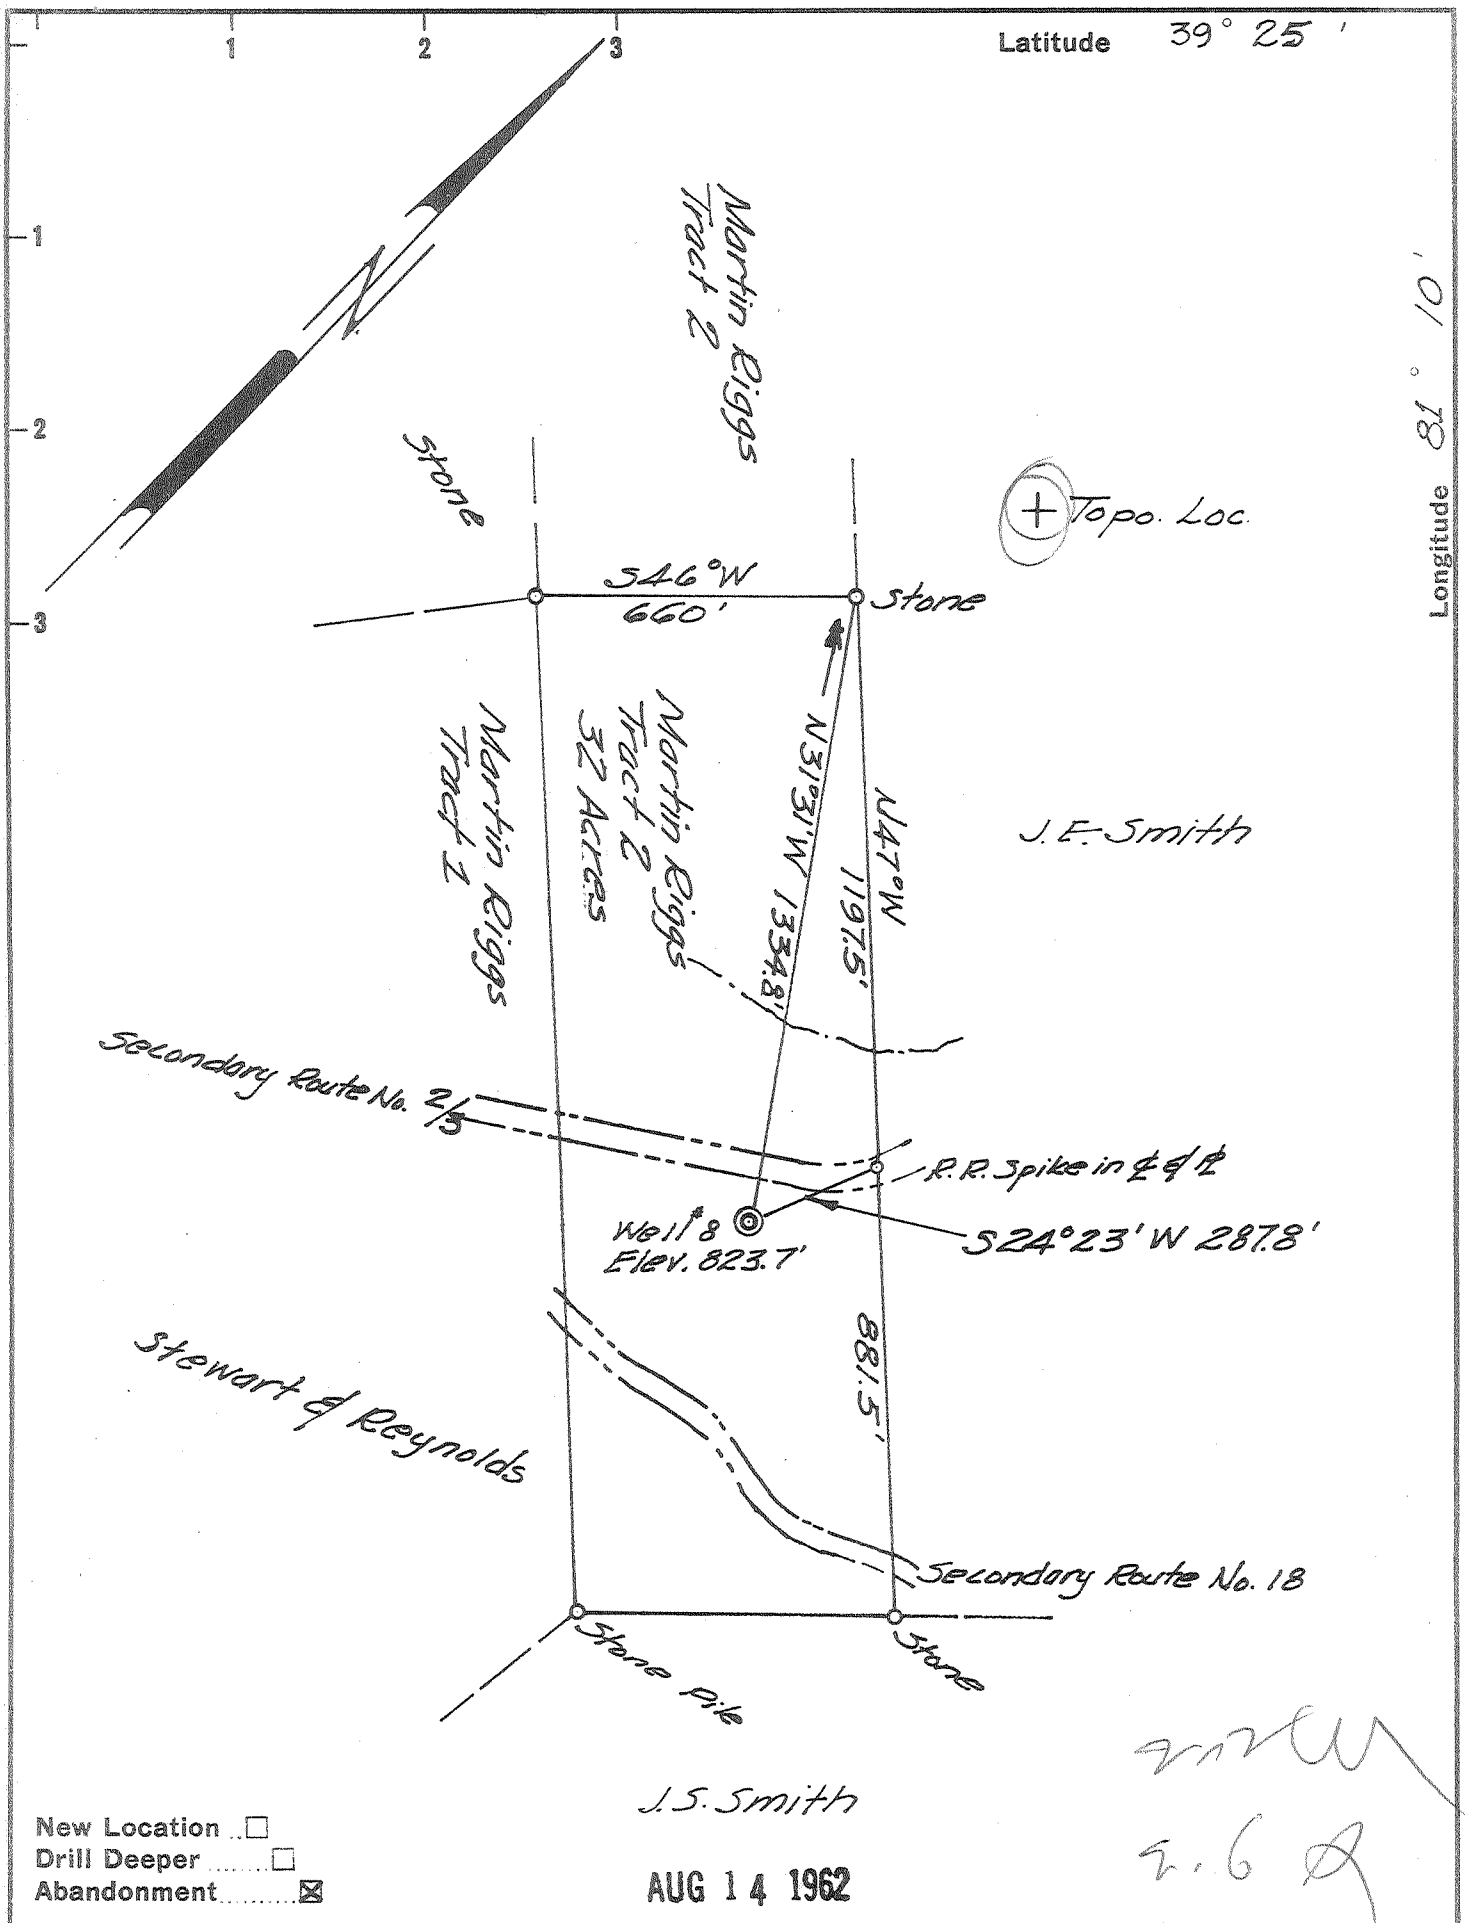 1
2
3
Latitude 39° 25'
1
2
3
Longitude 81° 10'
N
Martin Riggs
Tract 2
Stone
Topo. Loc.
S46°W
660'
Stone
Martin Riggs
Tract 1
Martin Riggs
Tract 2
32 Acres
N31°31'W 1334.8'
N47°W
1197.5'
J.E. Smith
Secondary Route No. 2/3
R.R. Spike in ℄ & ⅊
Well #8
Elev. 823.7'
S24°23'W 287.8'
881.5'
Stewart & Reynolds
Secondary Route No. 18
Stone Pile
Stone
J.S. Smith
New Location
Drill Deeper
Abandonment
AUG 14 1962